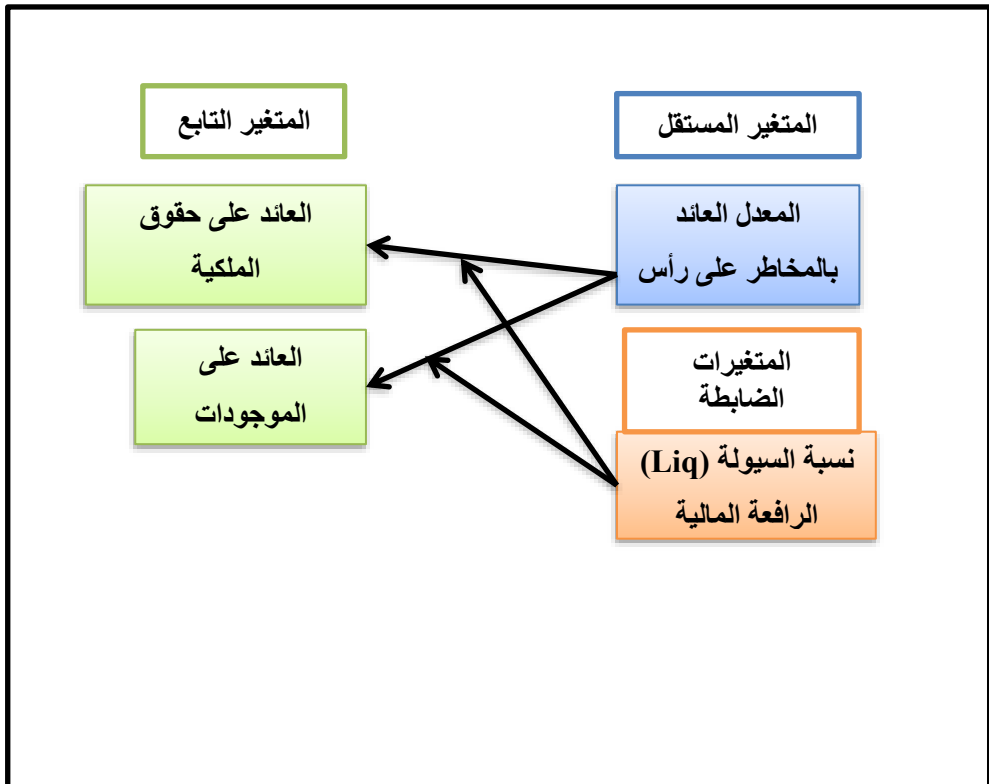 المتغير المستقل
المتغير التابع
المعدل العائد
بالمخاطر على رأس
العائد على حقوق
الملكية
المتغيرات
الضابطة
العائد على
الموجودات
نسبة السيولة (Liq)
الرافعة المالية